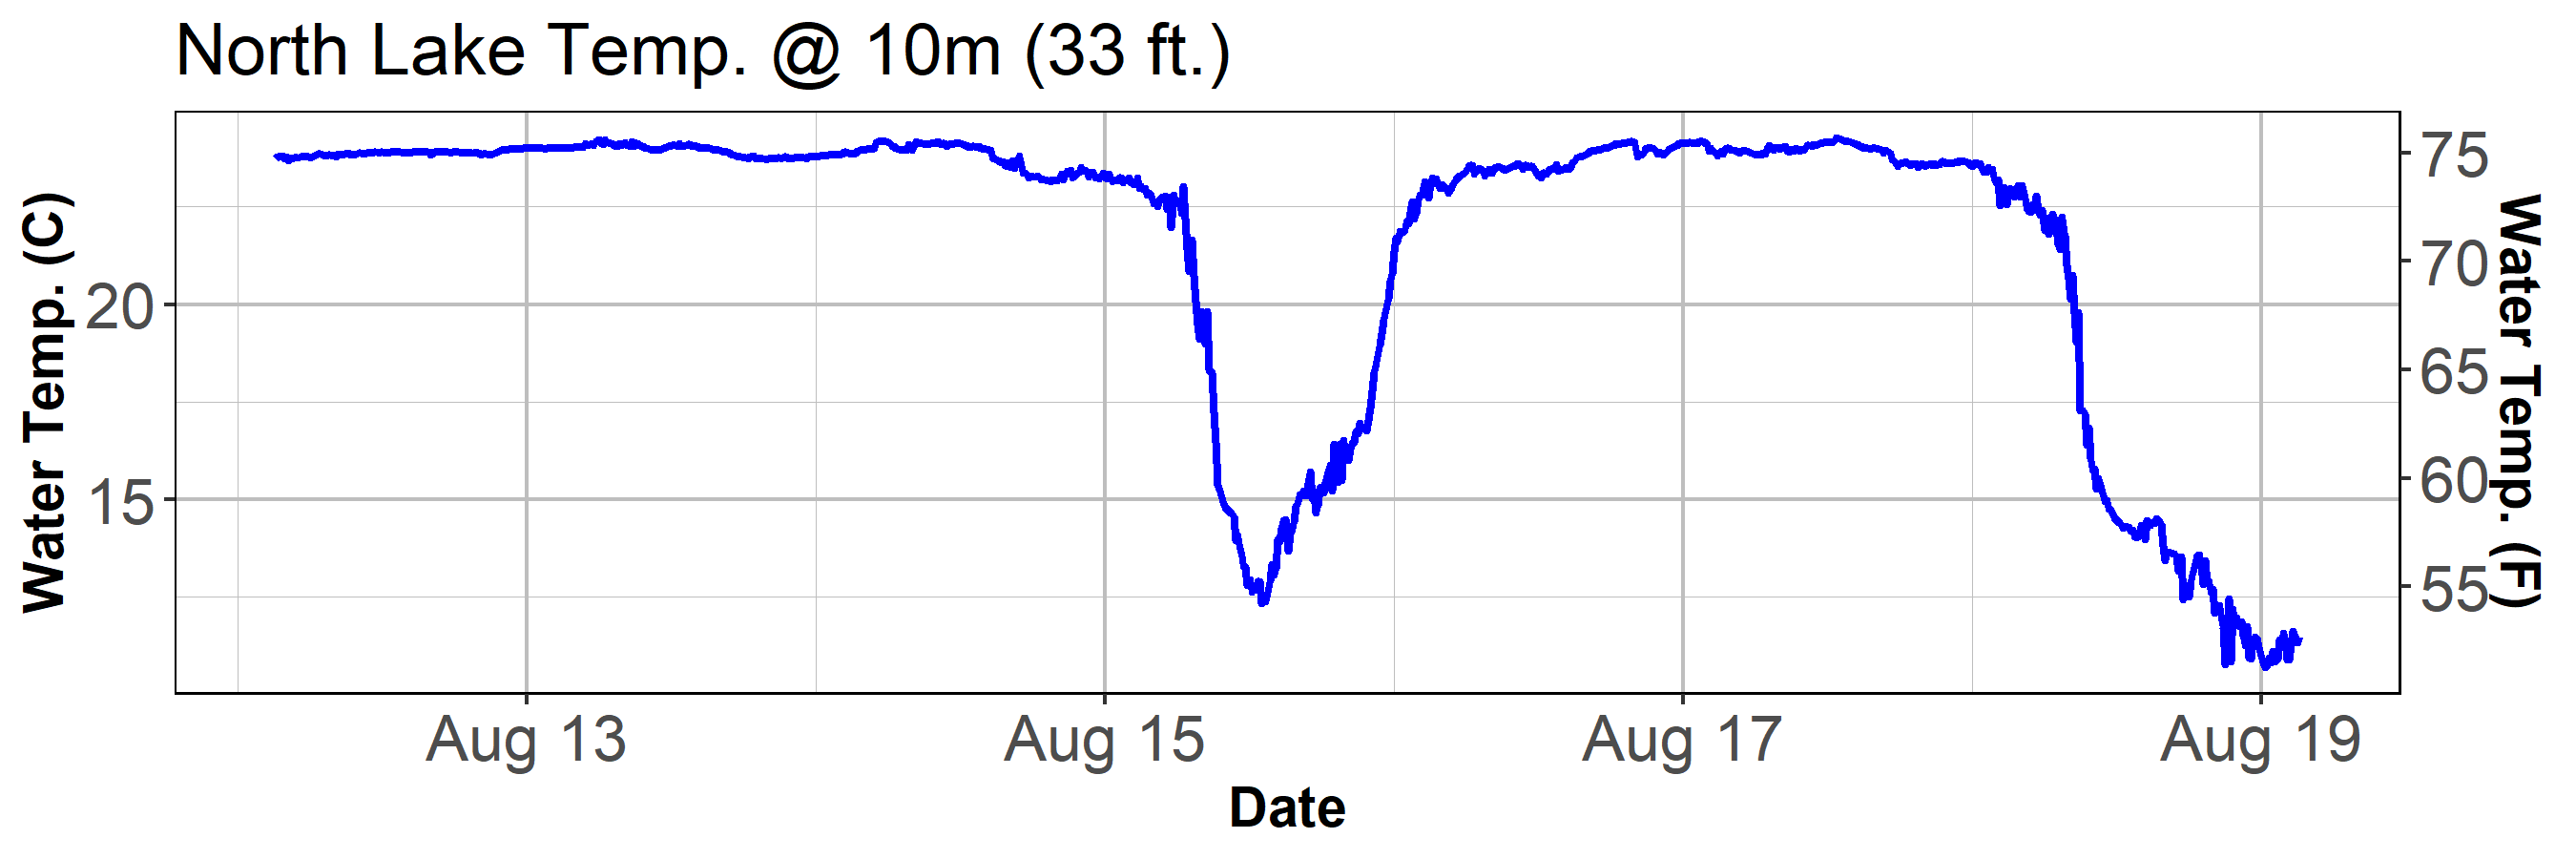 North Lake Temp. @ 10m (33 ft.)
Water Temp. (C)
20
15
75
70
65
60
55
Water Temp. (F)
Aug 13
Aug 15
Aug 17
Aug 19
Date